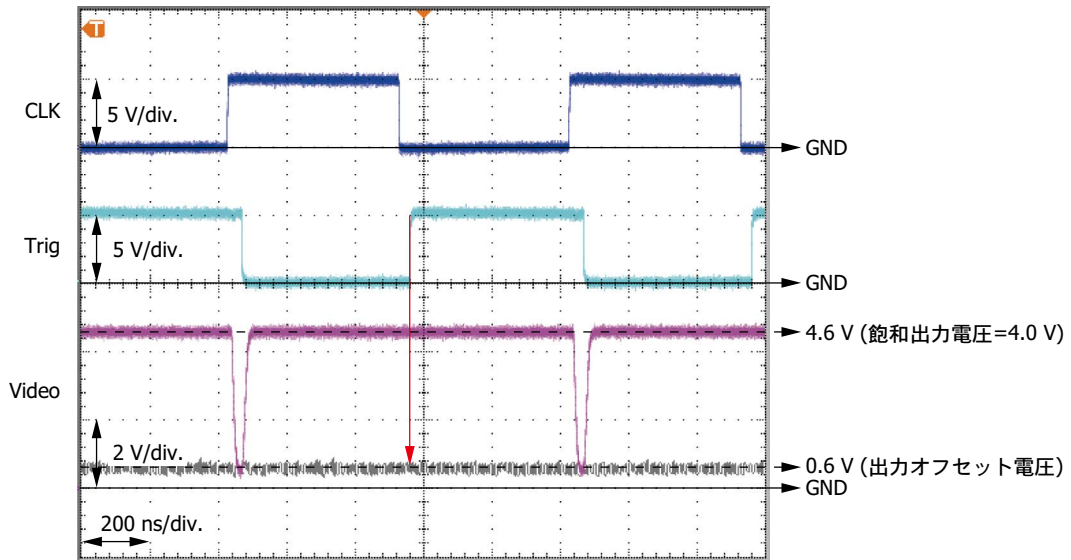 T
CLK
5 V/div.
GND
Trig
5 V/div.
GND
4.6 V (飽和出力電圧=4.0 V)
Video
2 V/div.
0.6 V (出力オフセット電圧)
GND
200 ns/div.